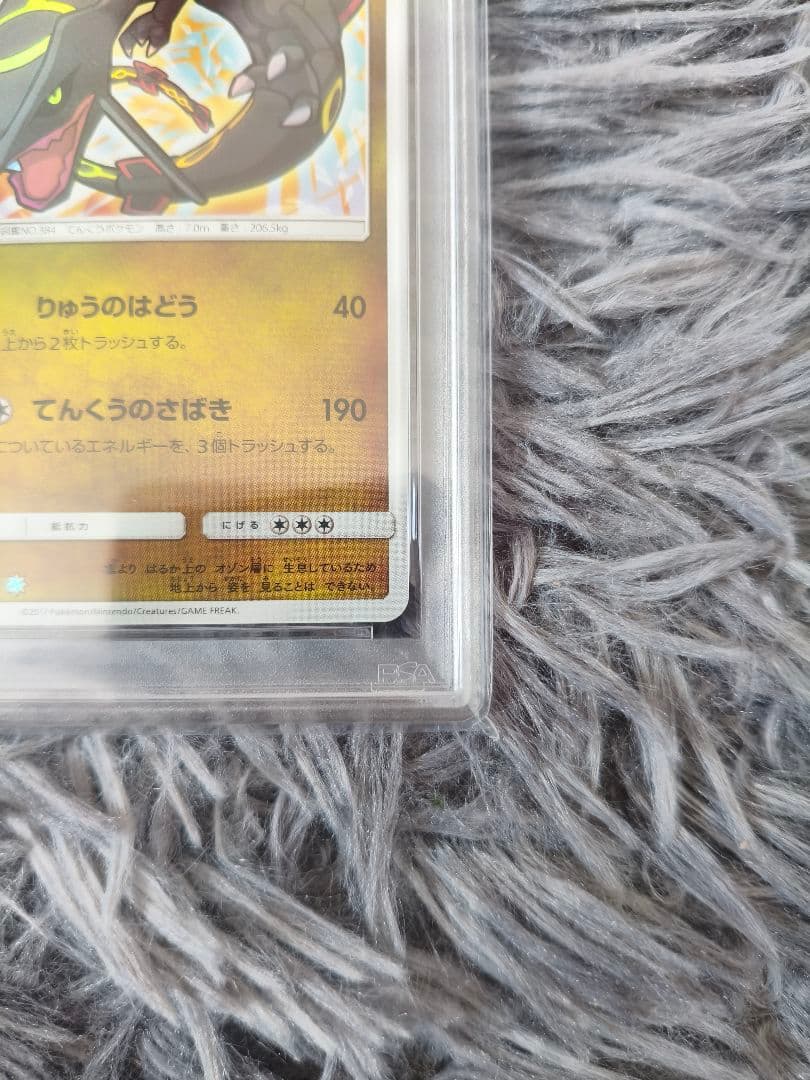 図鑑NO.384 てんくうポケモン 高さ：7.0m 重さ：206.5kg
りゅうのはどう 40
上から2枚トラッシュする。
てんくうのさばき 190
についているエネルギーを、3個トラッシュする。
抵抗力 にげる
雲より はるか上の オゾン層に 生息しているため
地上から 姿を 見ることは できない。
©2017 Pokémon/Nintendo/Creatures/GAME FREAK.
PSA